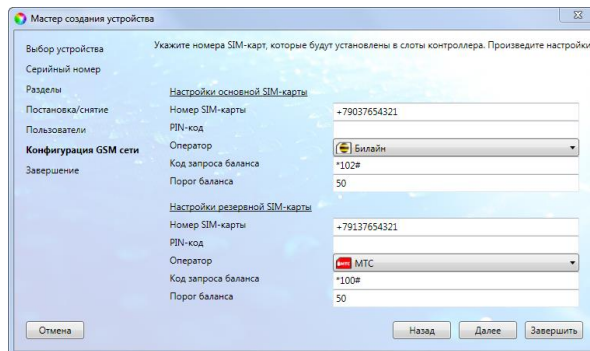 Мастер создания устройства
Укажите номера SIM-карт, которые будут установлены в слоты контроллера. Произведите настройки
Выбор устройства
Серийный номер
Разделы
Постановка/снятие
Пользователи
Конфигурация GSM сети
Завершение
Настройки основной SIM-карты
Номер SIM-карты +79037654321
PIN-код
Оператор Билайн
Код запроса баланса *102#
Порог баланса 50
Настройки резервной SIM-карты
Номер SIM-карты +79137654321
PIN-код
Оператор МТС
Код запроса баланса *100#
Порог баланса 50
Отмена Назад Далее Завершить